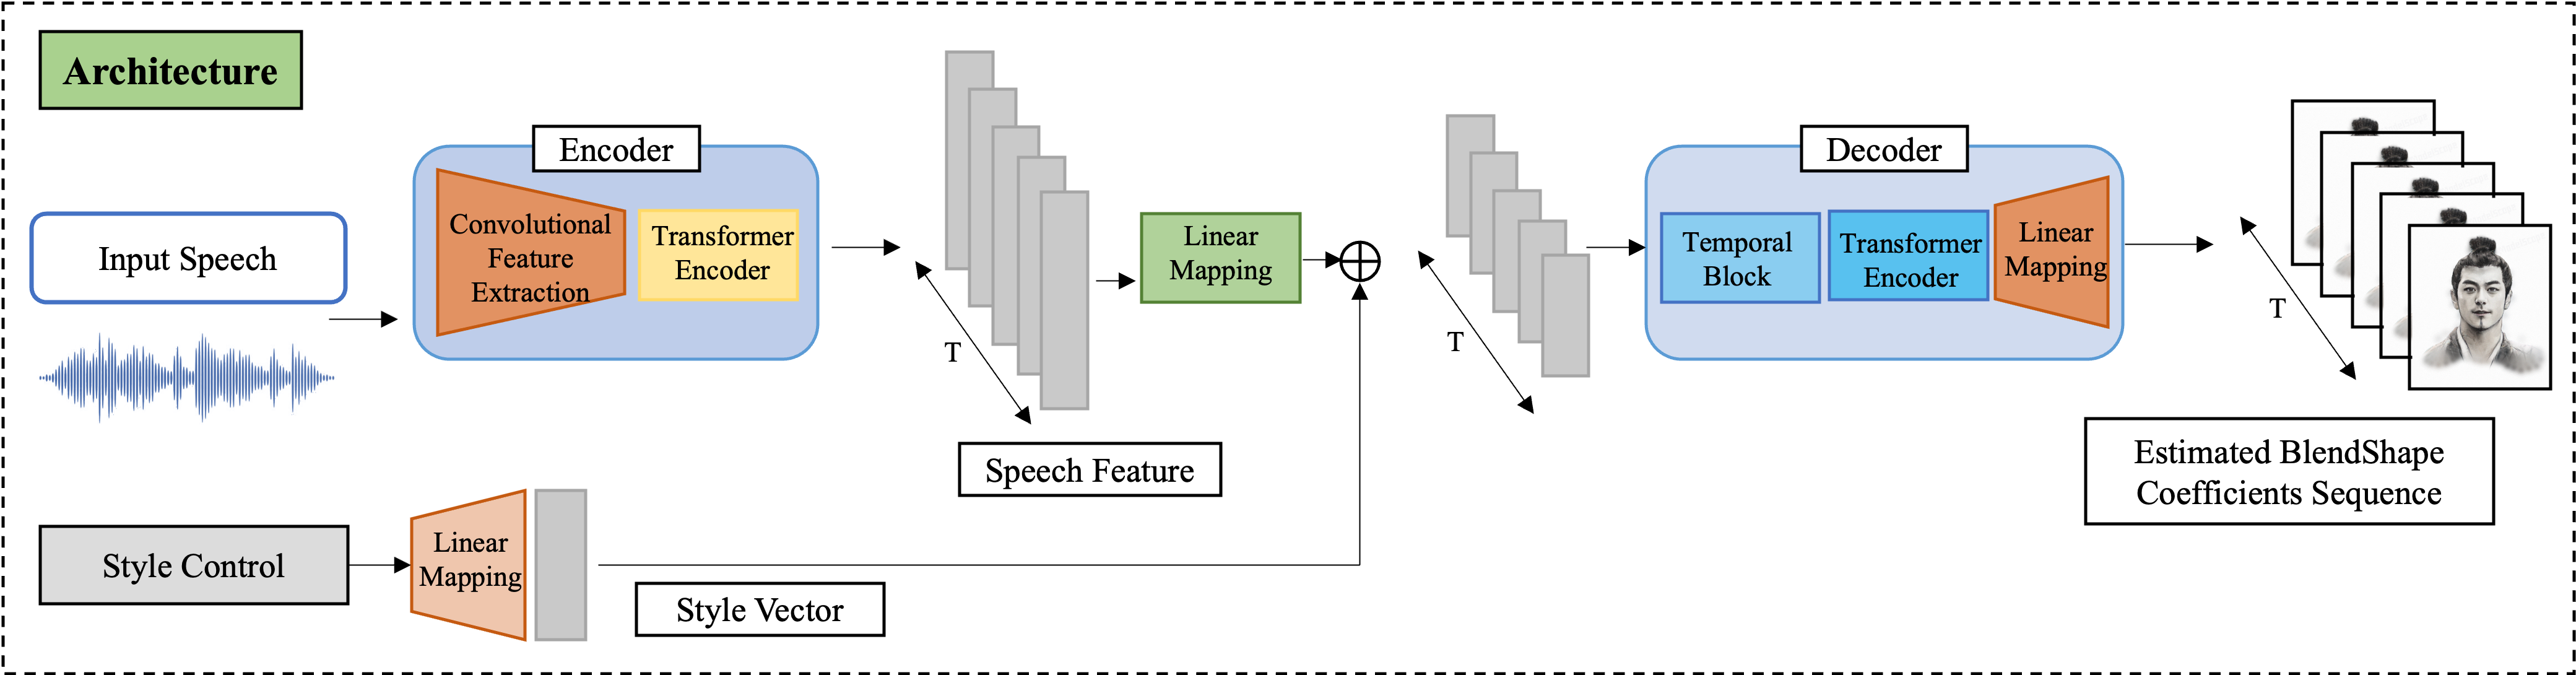 Architecture
Input Speech
Encoder
Convolutional
Feature
Extraction
Transformer
Encoder
T
Speech Feature
Linear
Mapping
Style Control
Linear
Mapping
Style Vector
T
Decoder
Temporal
Block
Transformer
Encoder
Linear
Mapping
T
Estimated BlendShape
Coefficients Sequence